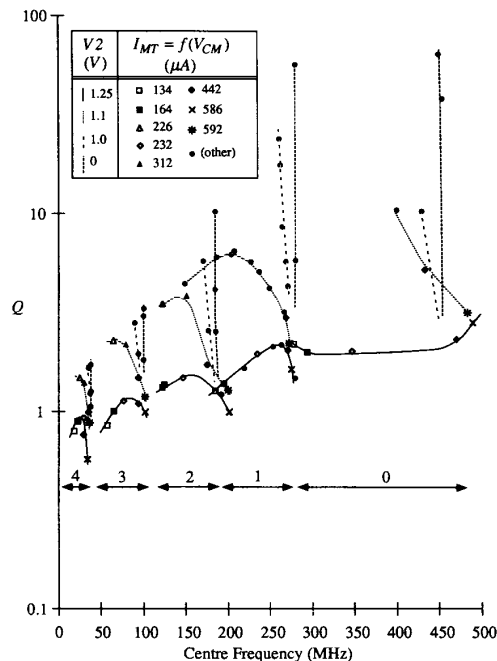 100
V2
(V)
I_MT = f(V_CM)
(μA)
1.25
1.1
1.0
0
134
164
226
232
312
442
586
592
(other)
10
Q
1
4
3
2
1
0
0.1
0 50 100 150 200 250 300 350 400 450 500
Centre Frequency (MHz)